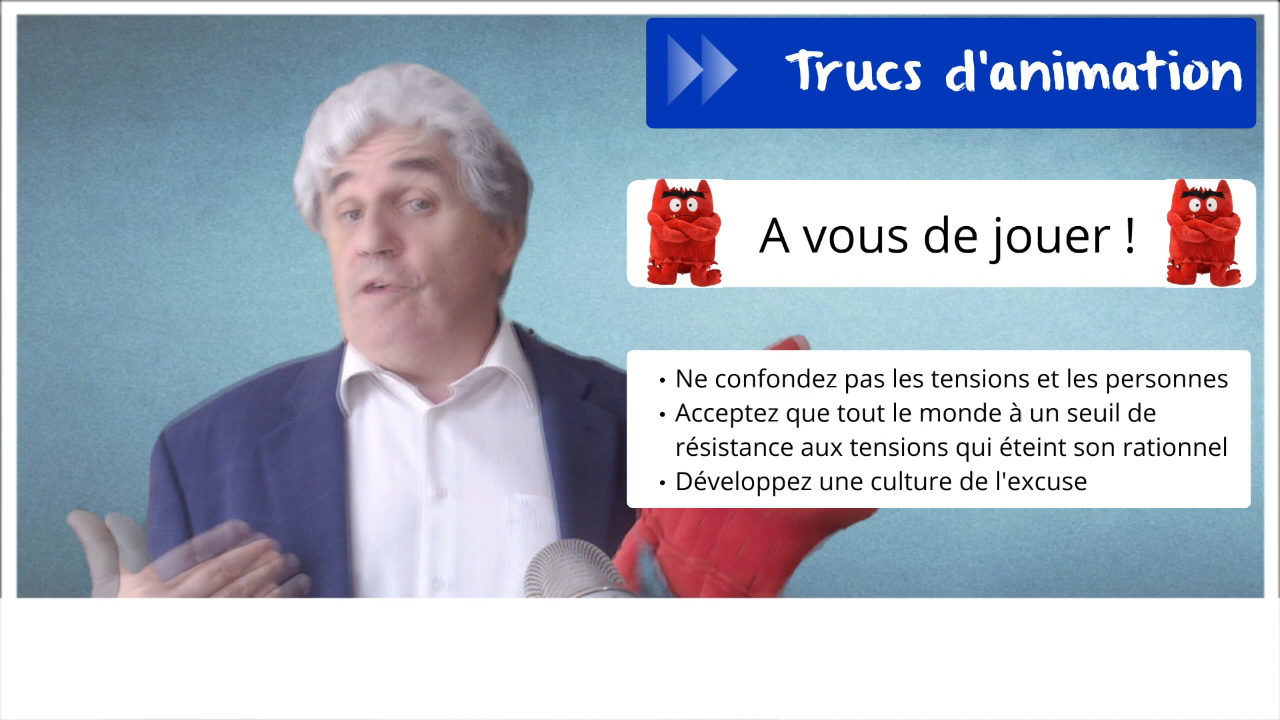 Trucs d'animation
A vous de jouer !
• Ne confondez pas les tensions et les personnes
• Acceptez que tout le monde à un seuil de
résistance aux tensions qui éteint son rationnel
• Développez une culture de l'excuse